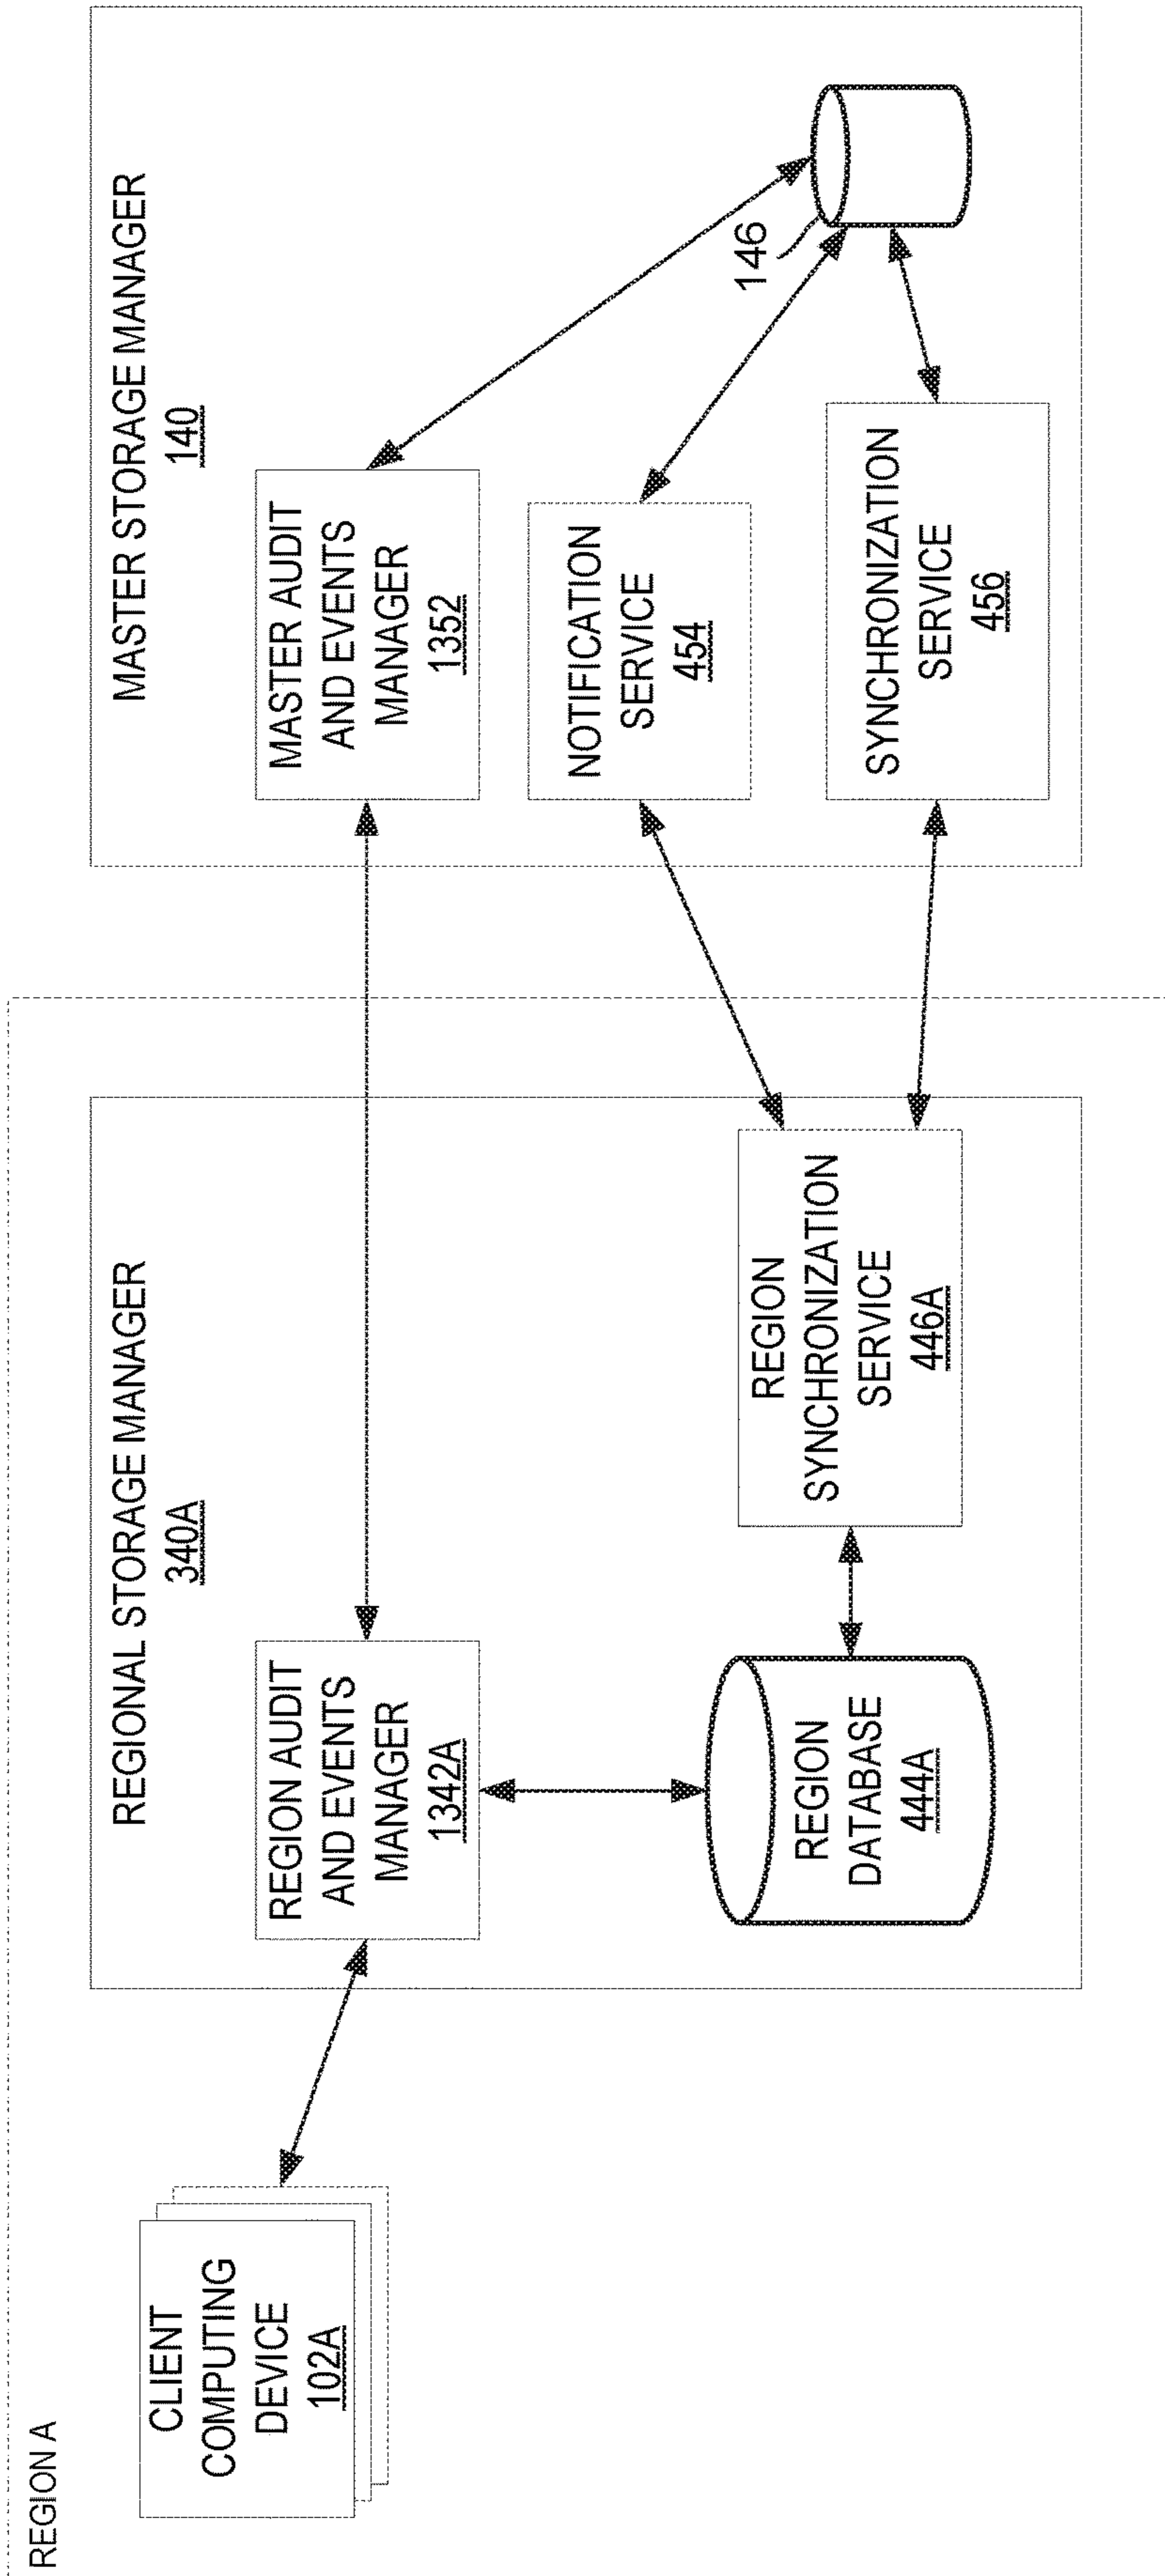 REGION A
CLIENT
COMPUTING
DEVICE
102A
REGIONAL STORAGE MANAGER
340A
REGION AUDIT
AND EVENTS
MANAGER
1342A
REGION
DATABASE
444A
REGION
SYNCHRONIZATION
SERVICE
446A
MASTER STORAGE MANAGER
140
MASTER AUDIT
AND EVENTS
MANAGER
1352
NOTIFICATION
SERVICE
454
SYNCHRONIZATION
SERVICE
456
146